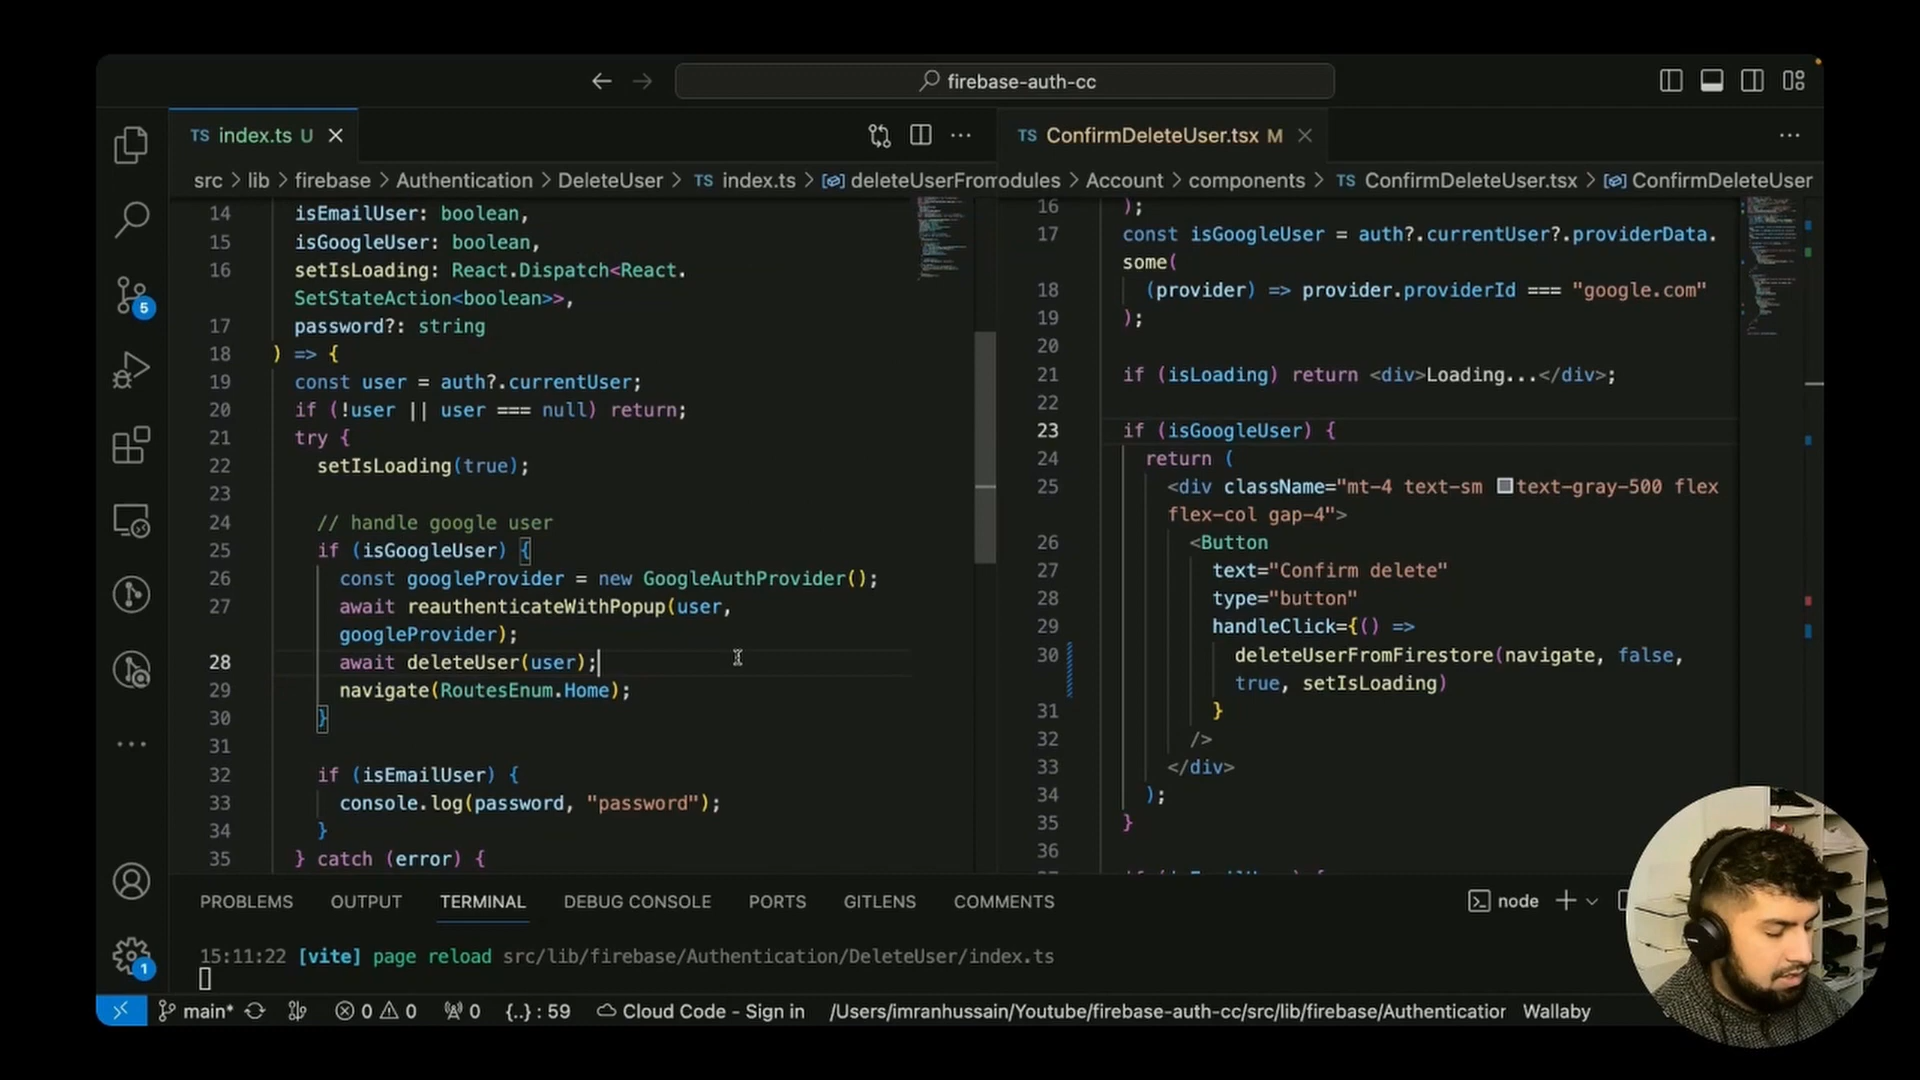 firebase-auth-cc
TS index.ts U
TS ConfirmDeleteUser.tsx M
src > lib > firebase > Authentication > DeleteUser > TS index.ts > deleteUserFro
odules > Account > components > TS ConfirmDeleteUser.tsx > ConfirmDeleteUser
14 isEmailUser: boolean,
15 isGoogleUser: boolean,
16 setIsLoading: React.Dispatch<React.
SetStateAction<boolean>>,
17 password?: string
18 ) => {
19 const user = auth?.currentUser;
20 if (!user || user === null) return;
21 try {
22 setIsLoading(true);
23
24 // handle google user
25 if (isGoogleUser) {
26 const googleProvider = new GoogleAuthProvider();
27 await reauthenticateWithPopup(user,
googleProvider);
28 await deleteUser(user);
29 navigate(RoutesEnum.Home);
30 }
31
32 if (isEmailUser) {
33 console.log(password, "password");
34 }
35 } catch (error) {
16 );
17 const isGoogleUser = auth?.currentUser?.providerData.
some(
18 (provider) => provider.providerId === "google.com"
19 );
20
21 if (isLoading) return <div>Loading...</div>;
22
23 if (isGoogleUser) {
24 return (
25 <div className="mt-4 text-sm text-gray-500 flex
flex-col gap-4">
26 <Button
27 text="Confirm delete"
28 type="button"
29 handleClick={() =>
30 deleteUserFromFirestore(navigate, false,
true, setIsLoading)
31 }
32 />
33 </div>
34 );
35 }
36
5
1
PROBLEMS OUTPUT TERMINAL DEBUG CONSOLE PORTS GITLENS COMMENTS
node
15:11:22 [vite] page reload src/lib/firebase/Authentication/DeleteUser/index.ts
main* 0 0 0 {..} : 59 Cloud Code - Sign in /Users/imranhussain/Youtube/firebase-auth-cc/src/lib/firebase/Authentication Wallaby